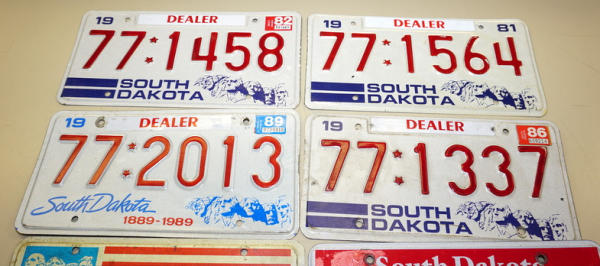 19 DEALER 82
77 1458
SOUTH
DAKOTA
19 DEALER 81
77 1564
SOUTH
DAKOTA
19 DEALER 89
77 2013
South Dakota
1889-1989
19 DEALER 86
77 1337
SOUTH
DAKOTA
South Dakota